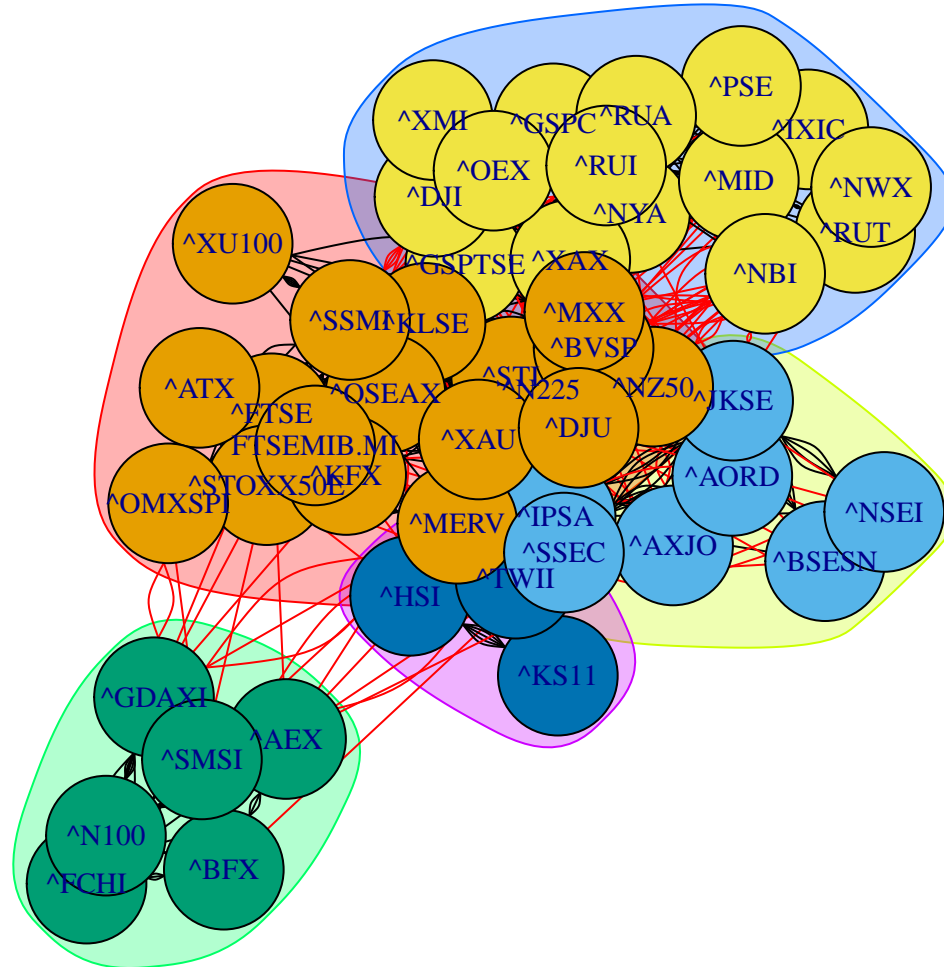 ^PSE
^XMI
^GSPC
^RUA
^IXIC
^OEX
^RUI
^MID
^NWX
^DJI
^NYA
^RUT
^XU100
^GSPTSE
^XAX
^NBI
^SSMI
^KLSE
^MXX
^BVSP
^STI
^ATX
^OSEAX
^N225
^NZ50
^JKSE
^FTSE
^DJU
FTSEMIB.MI
^XAU
^STOXX50E
^KFX
^AORD
^OMXSPI
^MERV
^IPSA
^NSEI
^SSEC
^AXJO
^BSESN
^HSI
^TWII
^KS11
^GDAXI
^AEX
^SMSI
^N100
^BFX
^FCHI